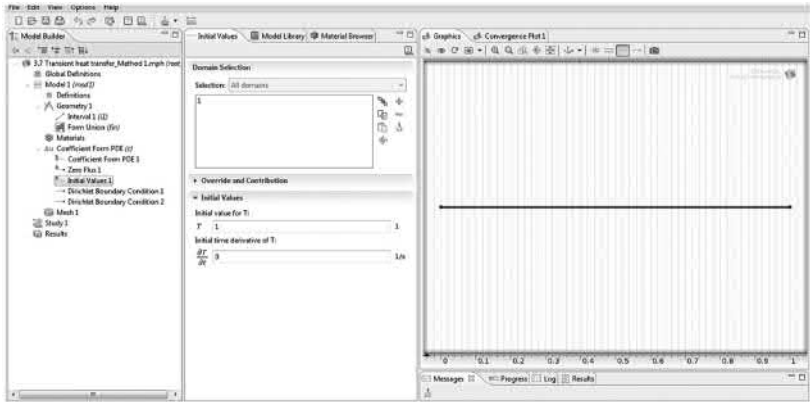 File Edit View Options Help
Model Builder
3.7 Transient heat transfer_Method 1.mph (root)
Global Definitions
Model 1 (mod1)
Definitions
Geometry 1
Interval 1 (i1)
Form Union (fin)
Materials
Coefficient Form PDE (c)
Coefficient Form PDE 1
Zero Flux 1
Initial Values 1
Dirichlet Boundary Condition 1
Dirichlet Boundary Condition 2
Mesh 1
Study 1
Results
Initial Values Model Library Material Browser
Domain Selection
Selection: All domains
1
Override and Contribution
Initial Values
Initial value for T:
T 1 1
Initial time derivative of T:
∂T/∂t 0 1/s
Graphics Convergence Plot 1
0 0.1 0.2 0.3 0.4 0.5 0.6 0.7 0.8 0.9 1
Messages Progress Log Results